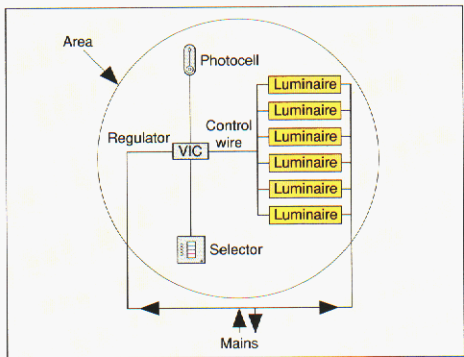 Area
Photocell
Luminaire
Luminaire
Regulator
VIC
Control
wire
Luminaire
Luminaire
Luminaire
Luminaire
Selector
Mains